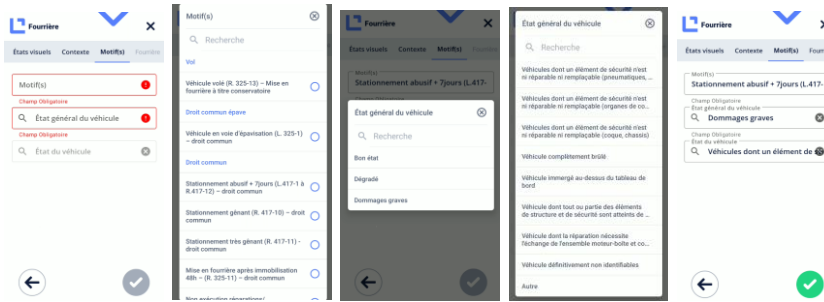 Fourrière
États visuels Contexte Motif(s) Fourrière
Motif(s)
Champ Obligatoire
État général du véhicule
Champ Obligatoire
État du véhicule
Motif(s)
Recherche
Vol
Véhicule volé (R. 325-13) – Mise en
fourrière à titre conservatoire
Droit commun épave
Véhicule en voie d'épavisation (L. 325-1)
– droit commun
Droit commun
Stationnement abusif + 7jours (L.417-1 à
R.417-12) – droit commun
Stationnement gênant (R. 417-10) – droit
commun
Stationnement très gênant (R. 417-11) -
droit commun
Mise en fourrière après immobilisation
48h – (R. 325-11) – droit commun
Non exécution réparations/
Fourrière
États visuels Contexte Motif(s) Fourrière
Motif(s)
Stationnement abusif + 7jours (L.417-
État général du véhicule
Recherche
Bon état
Dégradé
Dommages graves
État général du véhicule
Recherche
Véhicules dont un élément de sécurité n'est
ni réparable ni remplaçable (pneumatiques, ...
Véhicules dont un élément de sécurité n'est
ni réparable ni remplaçable (organes de co...
Véhicules dont un élément de sécurité n'est
ni réparable ni remplaçable (coque, chassis)
Véhicule complètement brûlé
Véhicule immergé au-dessus du tableau de
bord
Véhicule dont tout ou partie des éléments
de structure et de sécurité sont atteints de ...
Véhicule dont la réparation nécessite
l'échange de l'ensemble moteur-boîte et co...
Véhicule définitivement non identifiables
Autre
Fourrière
États visuels Contexte Motif(s) Fourr
Motif(s)
Stationnement abusif + 7jours (L.417-
Champ Obligatoire
État général du véhicule
Dommages graves
Champ Obligatoire
État du véhicule
Véhicules dont un élément de